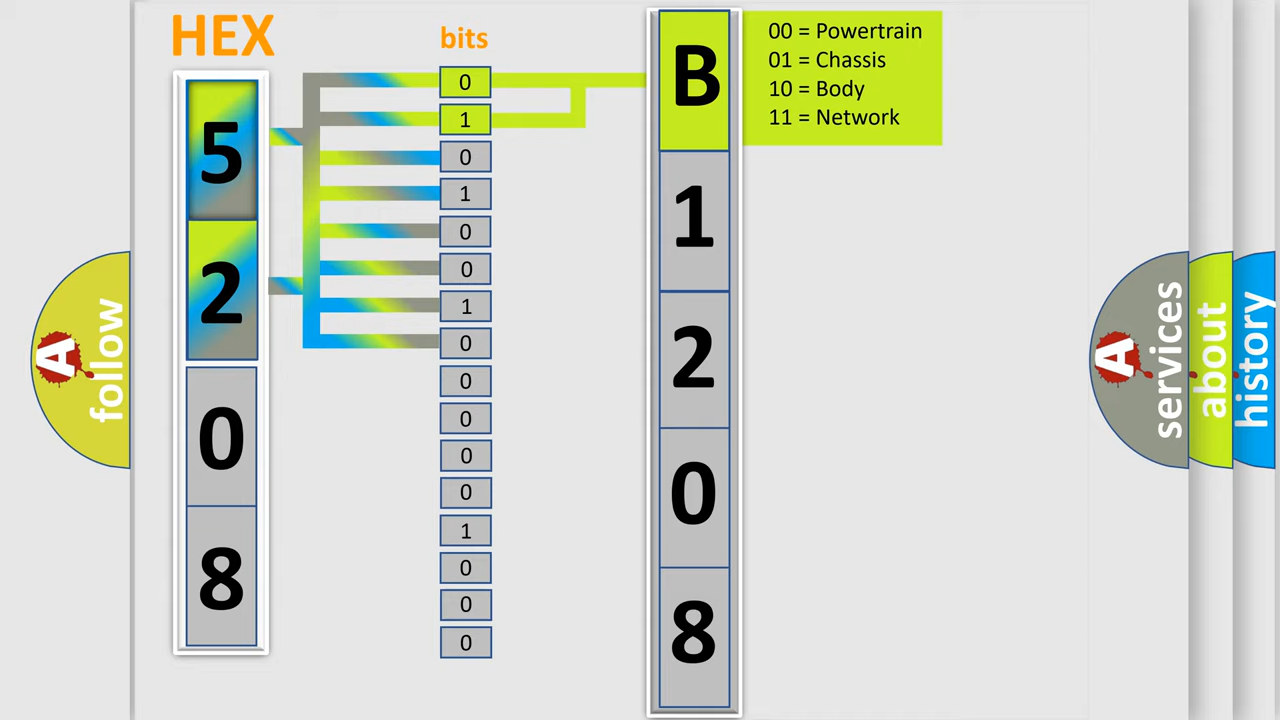 HEX
bits
5
2
0
8
0
1
0
1
0
0
1
0
0
0
0
0
1
0
0
0
B
1
2
0
8
00 = Powertrain
01 = Chassis
10 = Body
11 = Network
A
follow
A
services
about
history